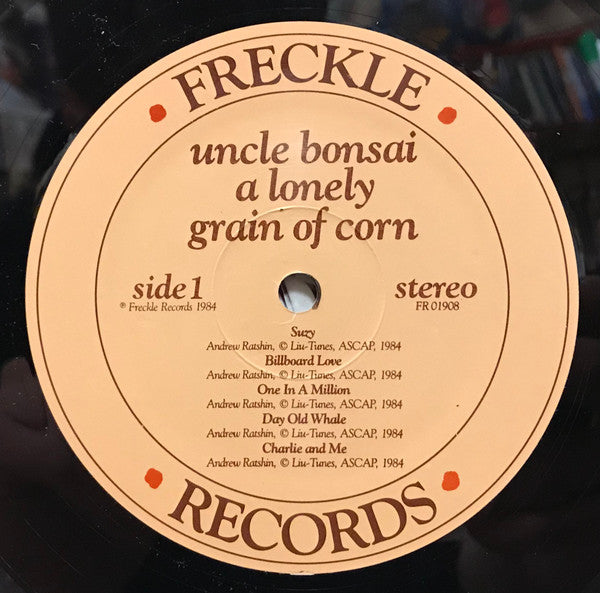 FRECKLE
uncle bonsai
a lonely
grain of corn
side 1
℗ Freckle Records 1984
stereo
FR 01908
Suzy
Andrew Ratshin, © Liu-Tunes, ASCAP, 1984
Billboard Love
Andrew Ratshin, © Liu-Tunes, ASCAP, 1984
One In A Million
Andrew Ratshin, © Liu-Tunes, ASCAP, 1984
Day Old Whale
Andrew Ratshin, © Liu-Tunes, ASCAP, 1984
Charlie and Me
Andrew Ratshin, © Liu-Tunes, ASCAP, 1984
RECORDS